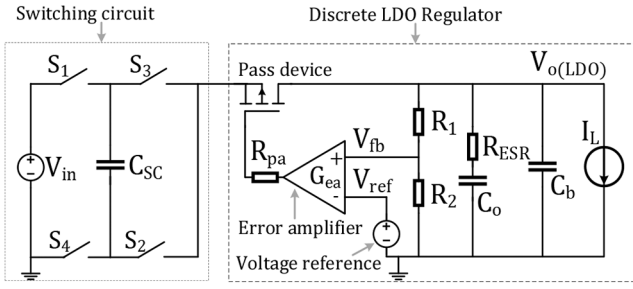 Switching circuit
Discrete LDO Regulator
S1
S3
Pass device
Vo(LDO)
Vin
CSC
Rpa
Gea
+
-
Vfb
Vref
R1
R2
RESR
Co
Cb
IL
S4
S2
Error amplifier
Voltage reference